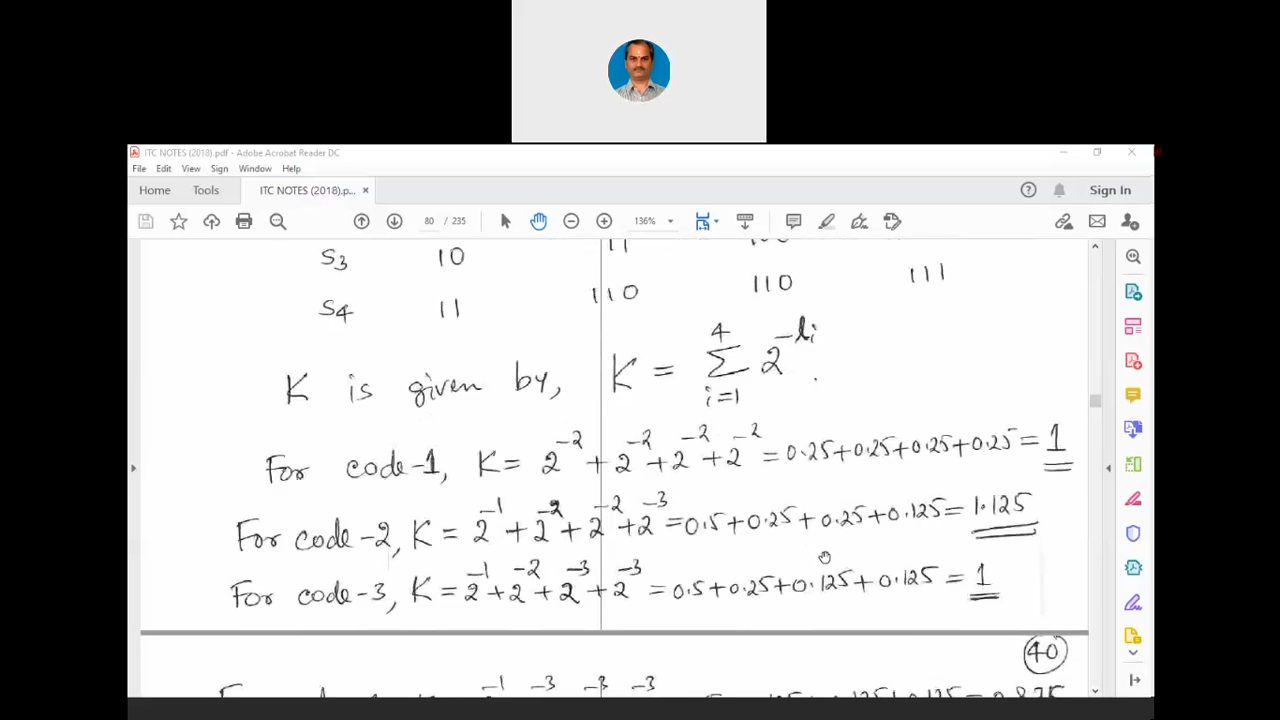 ITC NOTES (2018).pdf - Adobe Acrobat Reader DC
File Edit View Sign Window Help
Home Tools ITC NOTES (2018).p... × ? Sign In
80 / 235 136%
S3 10 11
S4 11 110 110 111
K is given by, K = 4 Σ i=1 2^-li .
For code-1, K = 2^-2 + 2^-2 + 2^-2 + 2^-2 = 0.25+0.25+0.25+0.25 = 1
For code-2, K = 2^-1 + 2^-2 + 2^-2 + 2^-3 = 0.5+0.25+0.25+0.125 = 1.125
For code-3, K = 2^-1 + 2^-2 + 2^-3 + 2^-3 = 0.5+0.25+0.125+0.125 = 1
40